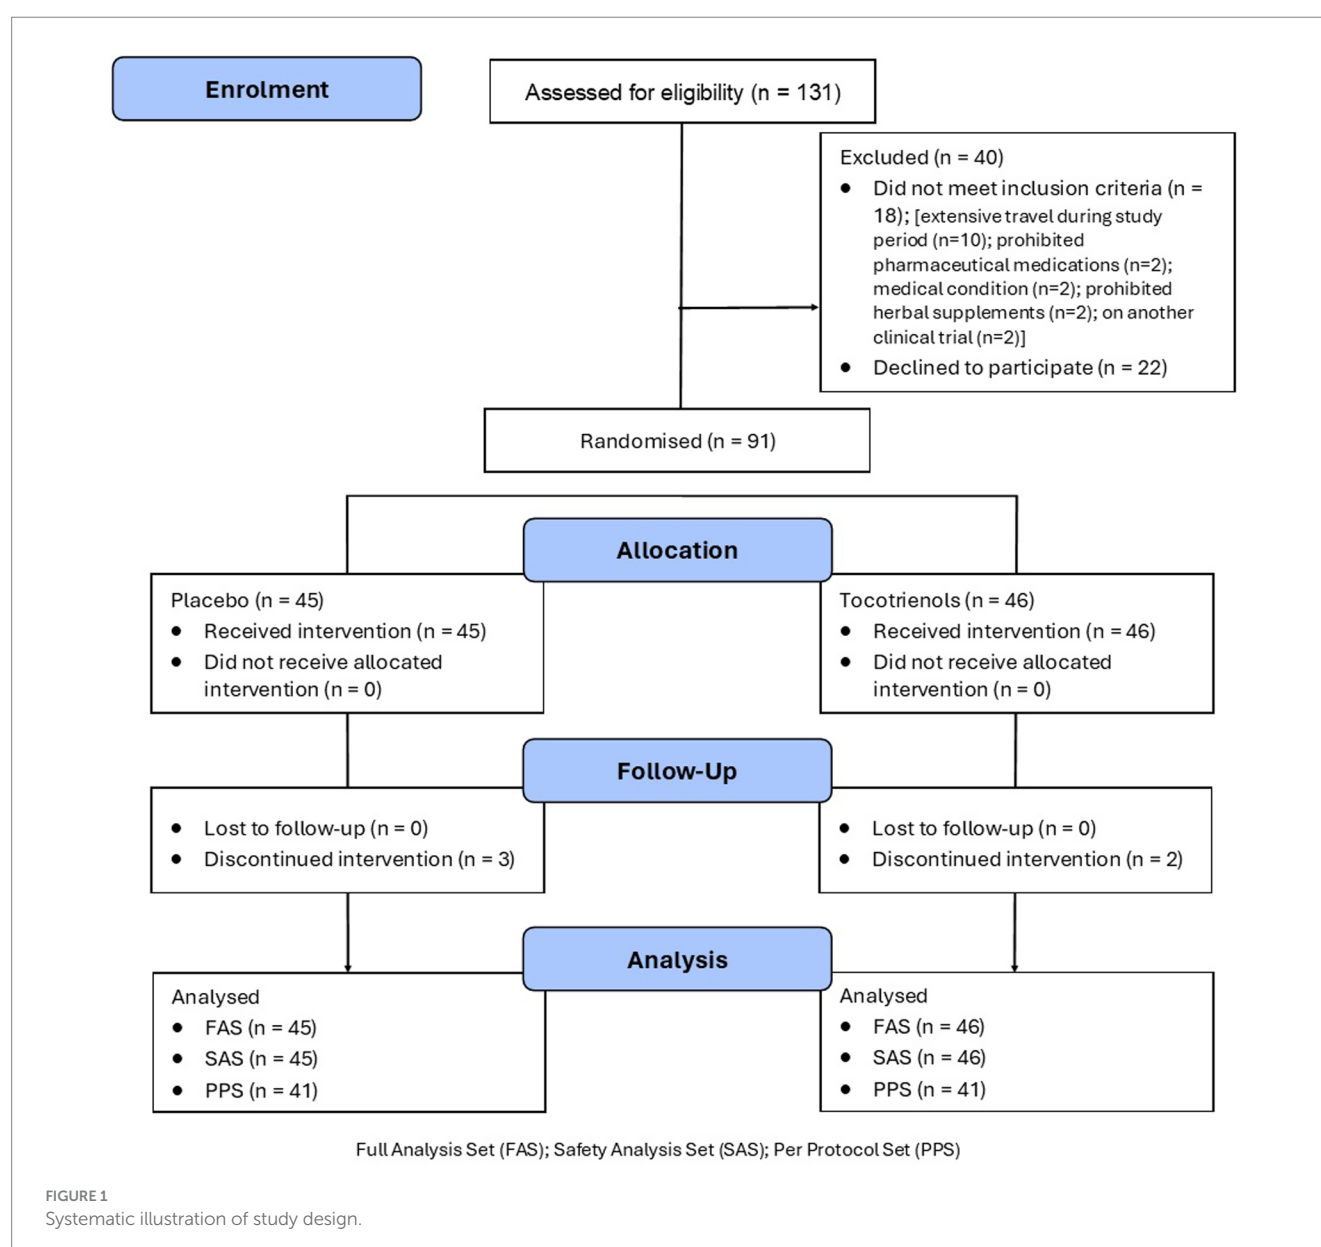 Enrolment
Assessed for eligibility (n = 131)
Excluded (n = 40)
● Did not meet inclusion criteria (n =
18); [extensive travel during study
period (n=10); prohibited
pharmaceutical medications (n=2);
medical condition (n=2); prohibited
herbal supplements (n=2); on another
clinical trial (n=2)]
● Declined to participate (n = 22)
Randomised (n = 91)
Allocation
Placebo (n = 45)
● Received intervention (n = 45)
● Did not receive allocated
intervention (n = 0)
Tocotrienols (n = 46)
● Received intervention (n = 46)
● Did not receive allocated
intervention (n = 0)
Follow-Up
● Lost to follow-up (n = 0)
● Discontinued intervention (n = 3)
● Lost to follow-up (n = 0)
● Discontinued intervention (n = 2)
Analysis
Analysed
● FAS (n = 45)
● SAS (n = 45)
● PPS (n = 41)
Analysed
● FAS (n = 46)
● SAS (n = 46)
● PPS (n = 41)
Full Analysis Set (FAS); Safety Analysis Set (SAS); Per Protocol Set (PPS)
FIGURE 1
Systematic illustration of study design.